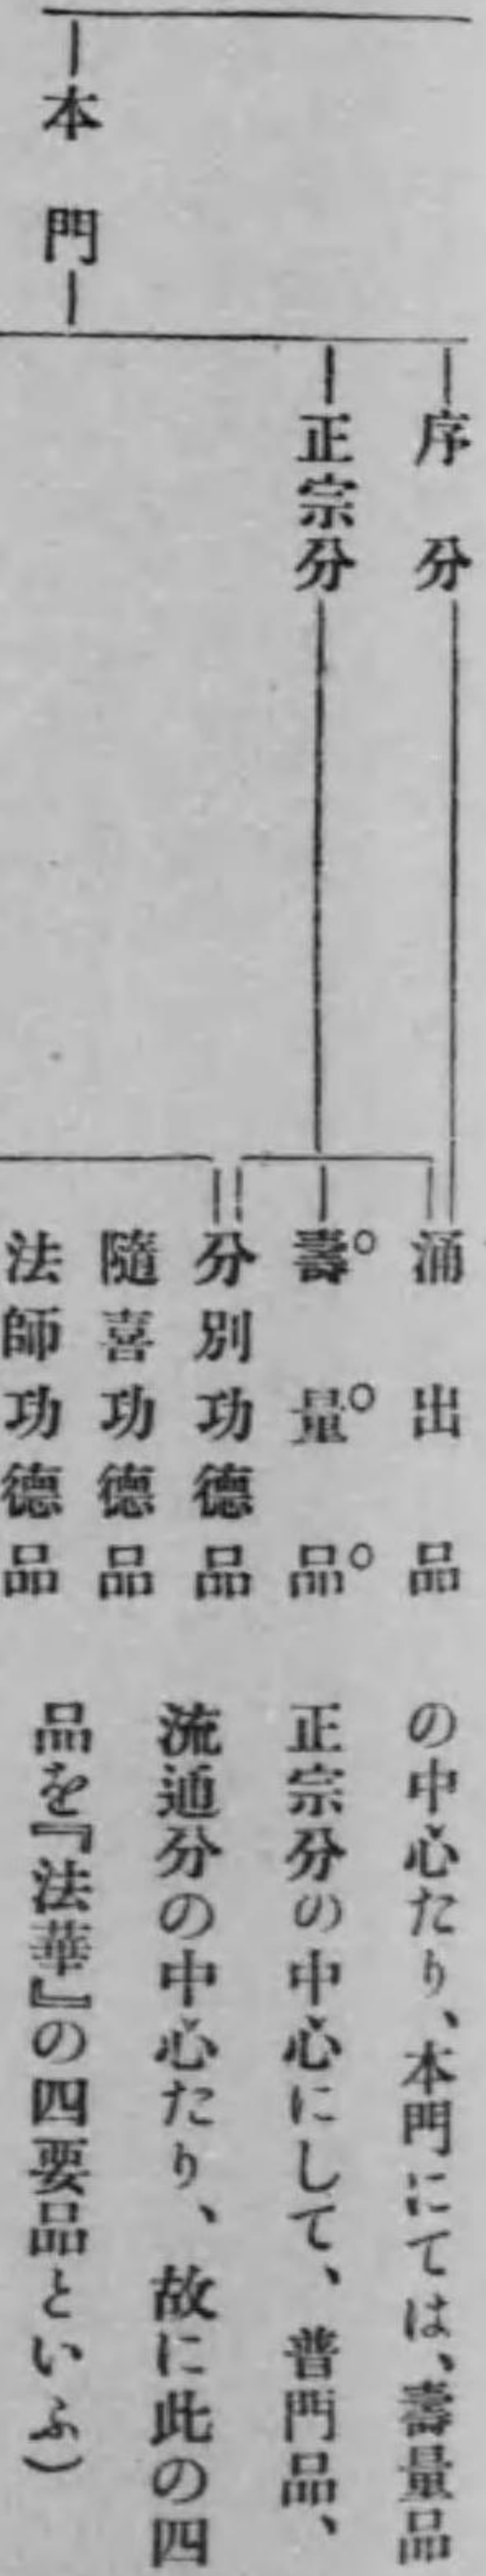 本門
序分
正宗分
涌出品
壽量品
分別功德品
隨喜功德品
法師功德品
の中心たり、本門にては、壽量品
正宗分の中心にして、普門品、
流通分の中心たり、故に此の四
品を『法華』の四要品といふ）